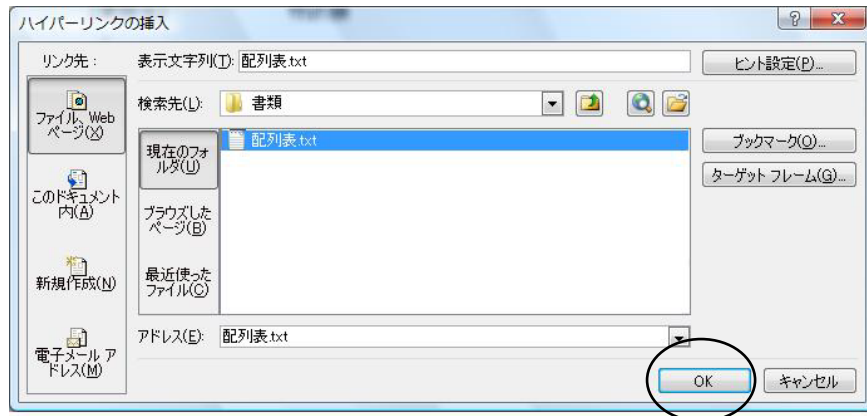 ハイパーリンクの挿入
リンク先:
表示文字列(T): 配列表.txt
ヒント設定(P)...
ファイル、Web
ページ(X)
検索先(L): 書類
現在のフォ
ルダ(U)
配列表.txt
ブックマーク(O)...
ターゲット フレーム(G)...
このドキュメント
内(A)
ブラウズした
ページ(B)
新規作成(N)
最近使った
ファイル(C)
電子メール ア
ドレス(M)
アドレス(E): 配列表.txt
OK
キャンセル